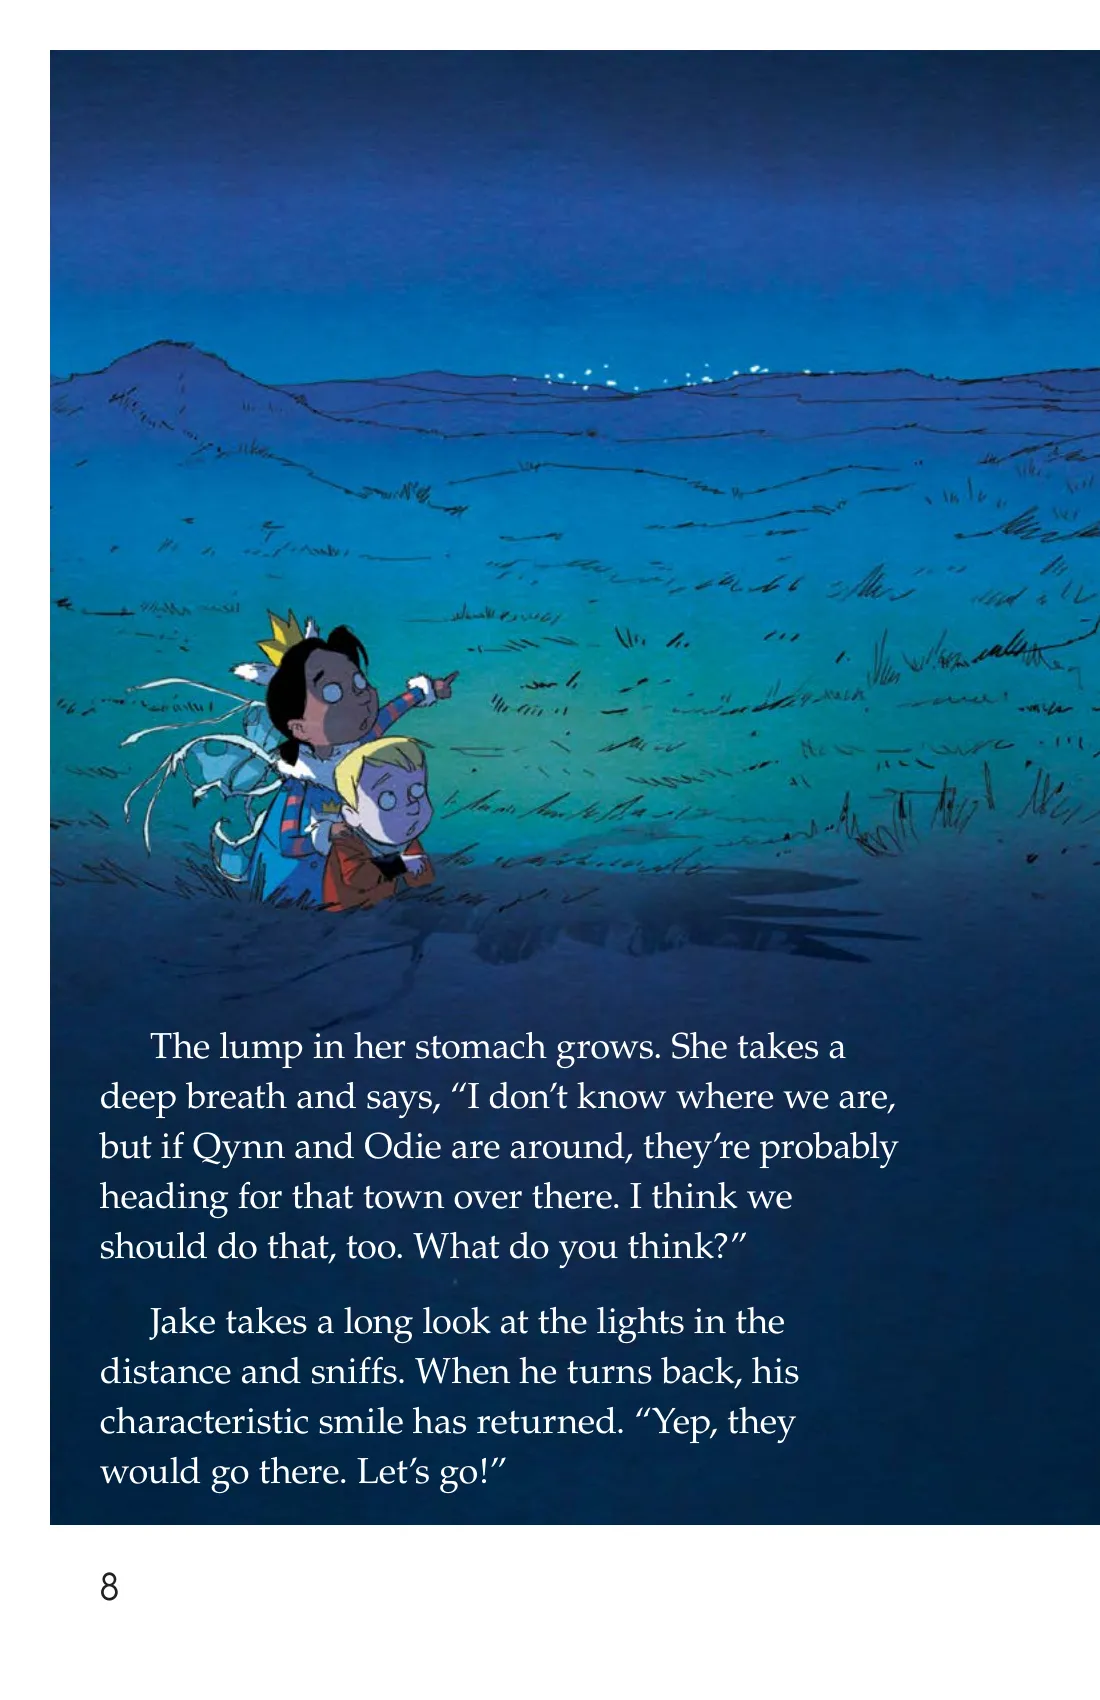 The lump in her stomach grows. She takes a
deep breath and says, “I don’t know where we are,
but if Qynn and Odie are around, they’re probably
heading for that town over there. I think we
should do that, too. What do you think?”
Jake takes a long look at the lights in the
distance and sniffs. When he turns back, his
characteristic smile has returned. “Yep, they
would go there. Let’s go!”
8